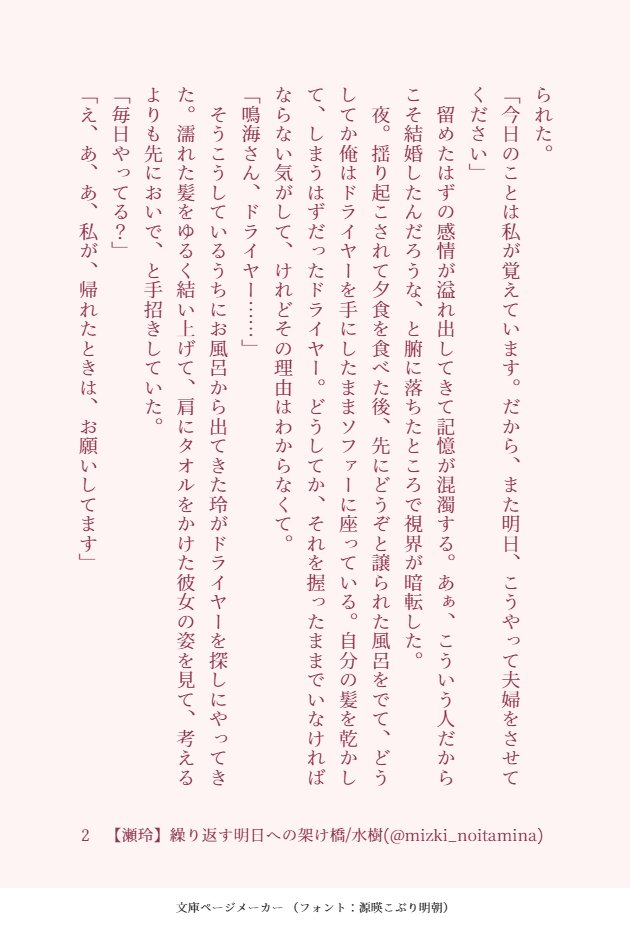 られた。
「今日のことは私が覚えています。だから、また明日、こうやって夫婦をさせて
ください」
　留めたはずの感情が溢れ出してきて記憶が混濁する。あぁ、こういう人だから
こそ結婚したんだろうな、と腑に落ちたところで視界が暗転した。
　夜。揺り起こされて夕食を食べた後、先にどうぞと譲られた風呂をでて、どう
してか俺はドライヤーを手にしたままソファーに座っている。自分の髪を乾かし
て、しまうはずだったドライヤー。どうしてか、それを握ったままでいなければ
ならない気がして、けれどその理由はわからなくて。
「鳴海さん、ドライヤー……」
　そうこうしているうちにお風呂から出てきた玲がドライヤーを探しにやってき
た。濡れた髪をゆるく結い上げて、肩にタオルをかけた彼女の姿を見て、考える
よりも先においで、と手招きしていた。
「毎日やってる？」
「え、あ、あ、私が、帰れたときは、お願いしてます」
2　【瀬玲】繰り返す明日への架け橋/水樹(@mizki_noitamina)
文庫ページメーカー （フォント：源暎こぶり明朝）